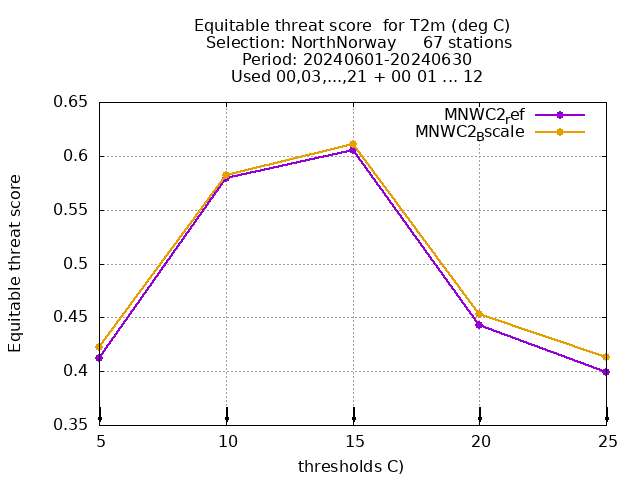 Equitable threat score  for T2m (deg C)
Selection: NorthNorway     67 stations
Period: 20240601-20240630
Used 00,03,...,21 + 00 01 ... 12
MNWC2ref
MNWC2Bscale
0.65
0.6
0.55
0.5
0.45
0.4
0.35
Equitable threat score
5 10 15 20 25
thresholds C)